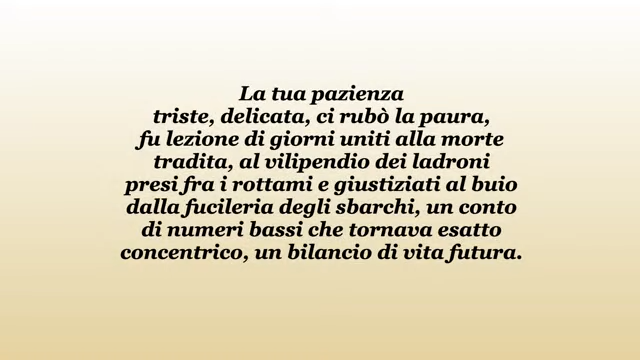 La tua pazienza
triste, delicata, ci rubò la paura,
fu lezione di giorni uniti alla morte
tradita, al vilipendio dei ladroni
presi fra i rottami e giustiziati al buio
dalla fucileria degli sbarchi, un conto
di numeri bassi che tornava esatto
concentrico, un bilancio di vita futura.